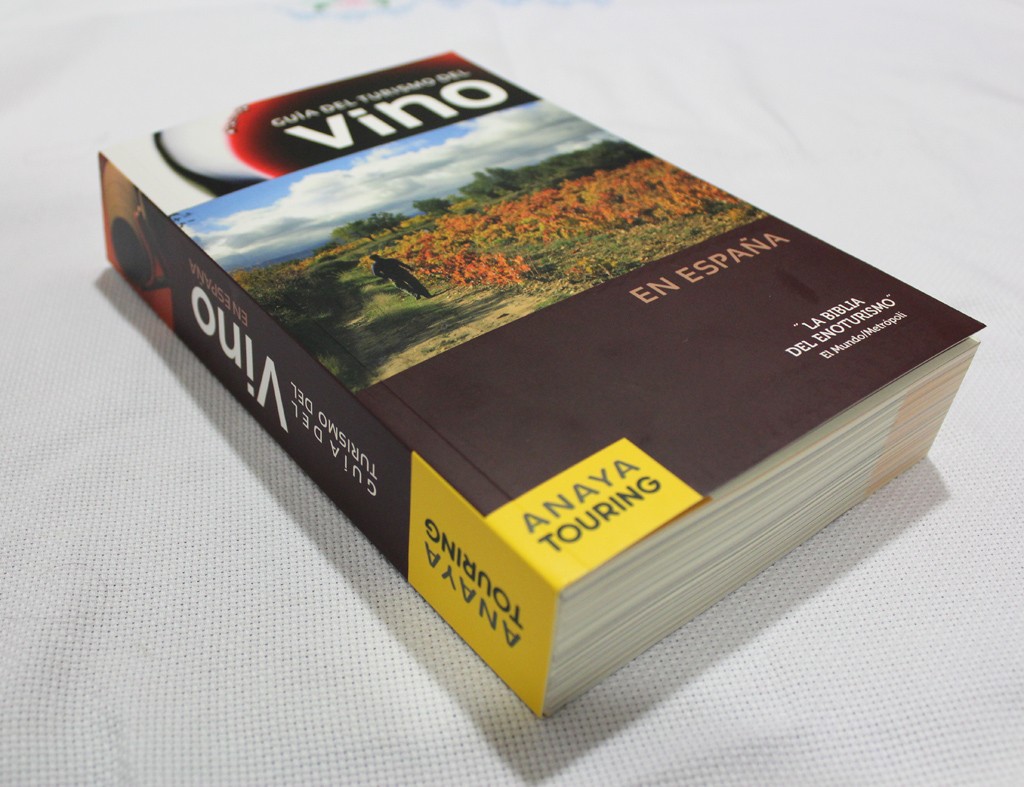 GUÍA DEL TURISMO DEL
Vino
EN ESPAÑA
"LA BIBLIA
DEL ENOTURISMO"
El Mundo/Metrópoli
ANAYA
TOURING
GUÍA DEL
TURISMO DEL
Vino
EN ESPAÑA
ANAYA
TOURING